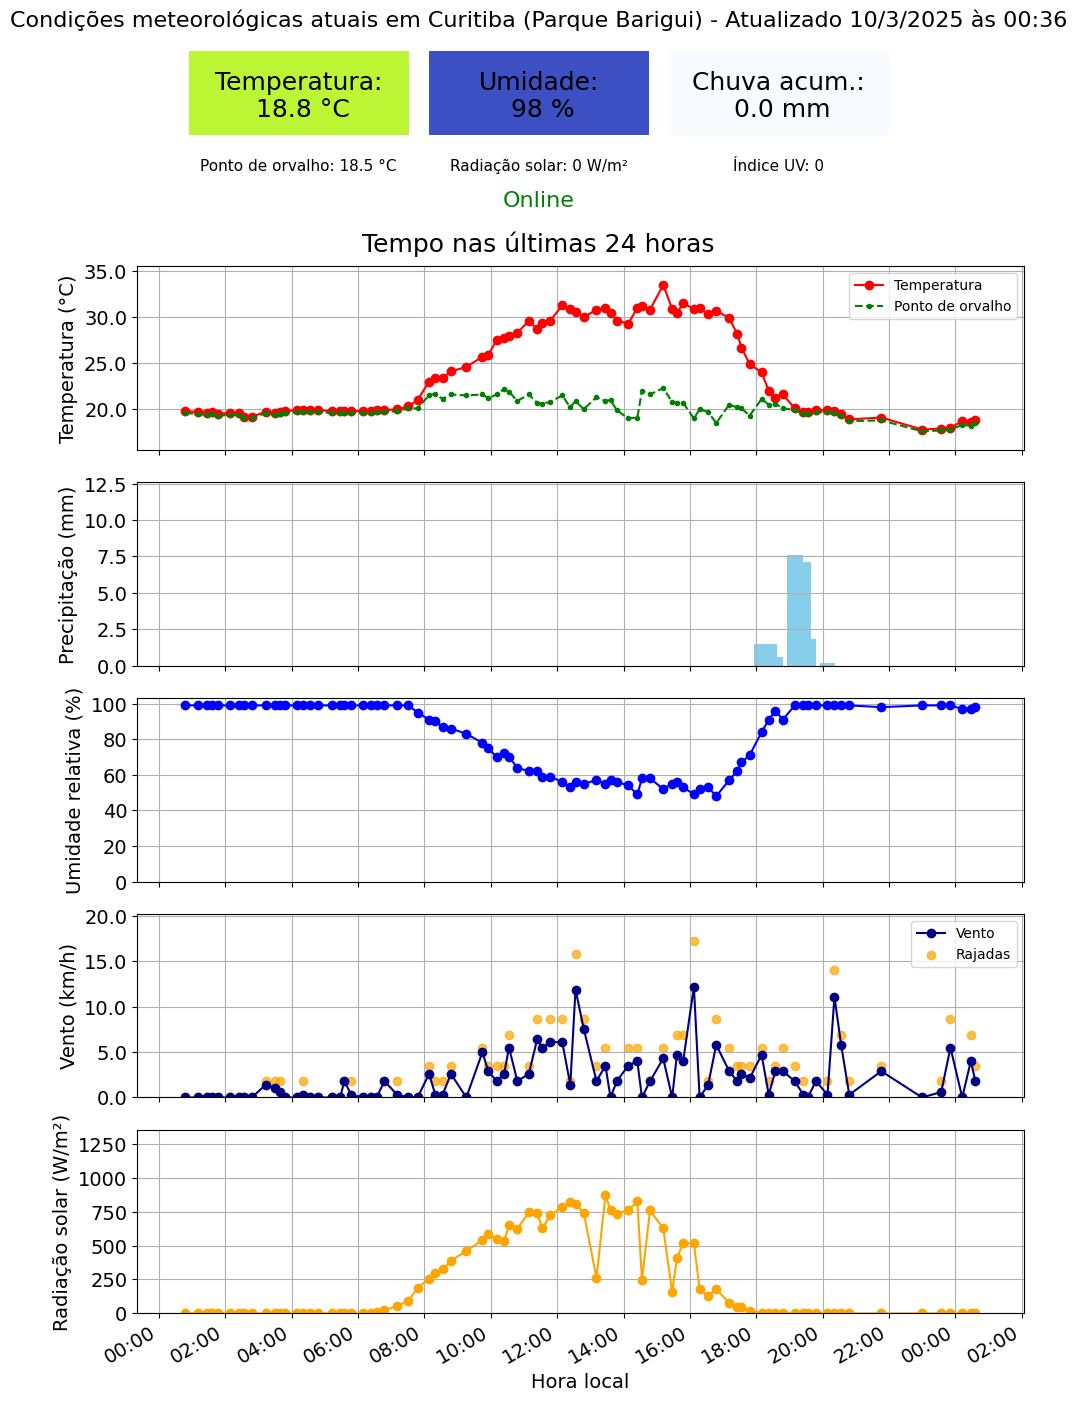 Condições meteorológicas atuais em Curitiba (Parque Barigui) - Atualizado 10/3/2025 às 00:36
Temperatura:
18.8 °C
Umidade:
98 %
Chuva acum.:
0.0 mm
Ponto de orvalho: 18.5 °C
Radiação solar: 0 W/m²
Índice UV: 0
Online
Tempo nas últimas 24 horas
Temperatura (°C)
35.0
30.0
25.0
20.0
Temperatura
Ponto de orvalho
Precipitação (mm)
12.5
10.0
7.5
5.0
2.5
0.0
Umidade relativa (%)
100
80
60
40
20
0
Vento (km/h)
20.0
15.0
10.0
5.0
0.0
Vento
Rajadas
Radiação solar (W/m²)
1250
1000
750
500
250
0
00:00 02:00 04:00 06:00 08:00 10:00 12:00 14:00 16:00 18:00 20:00 22:00 00:00 02:00
Hora local